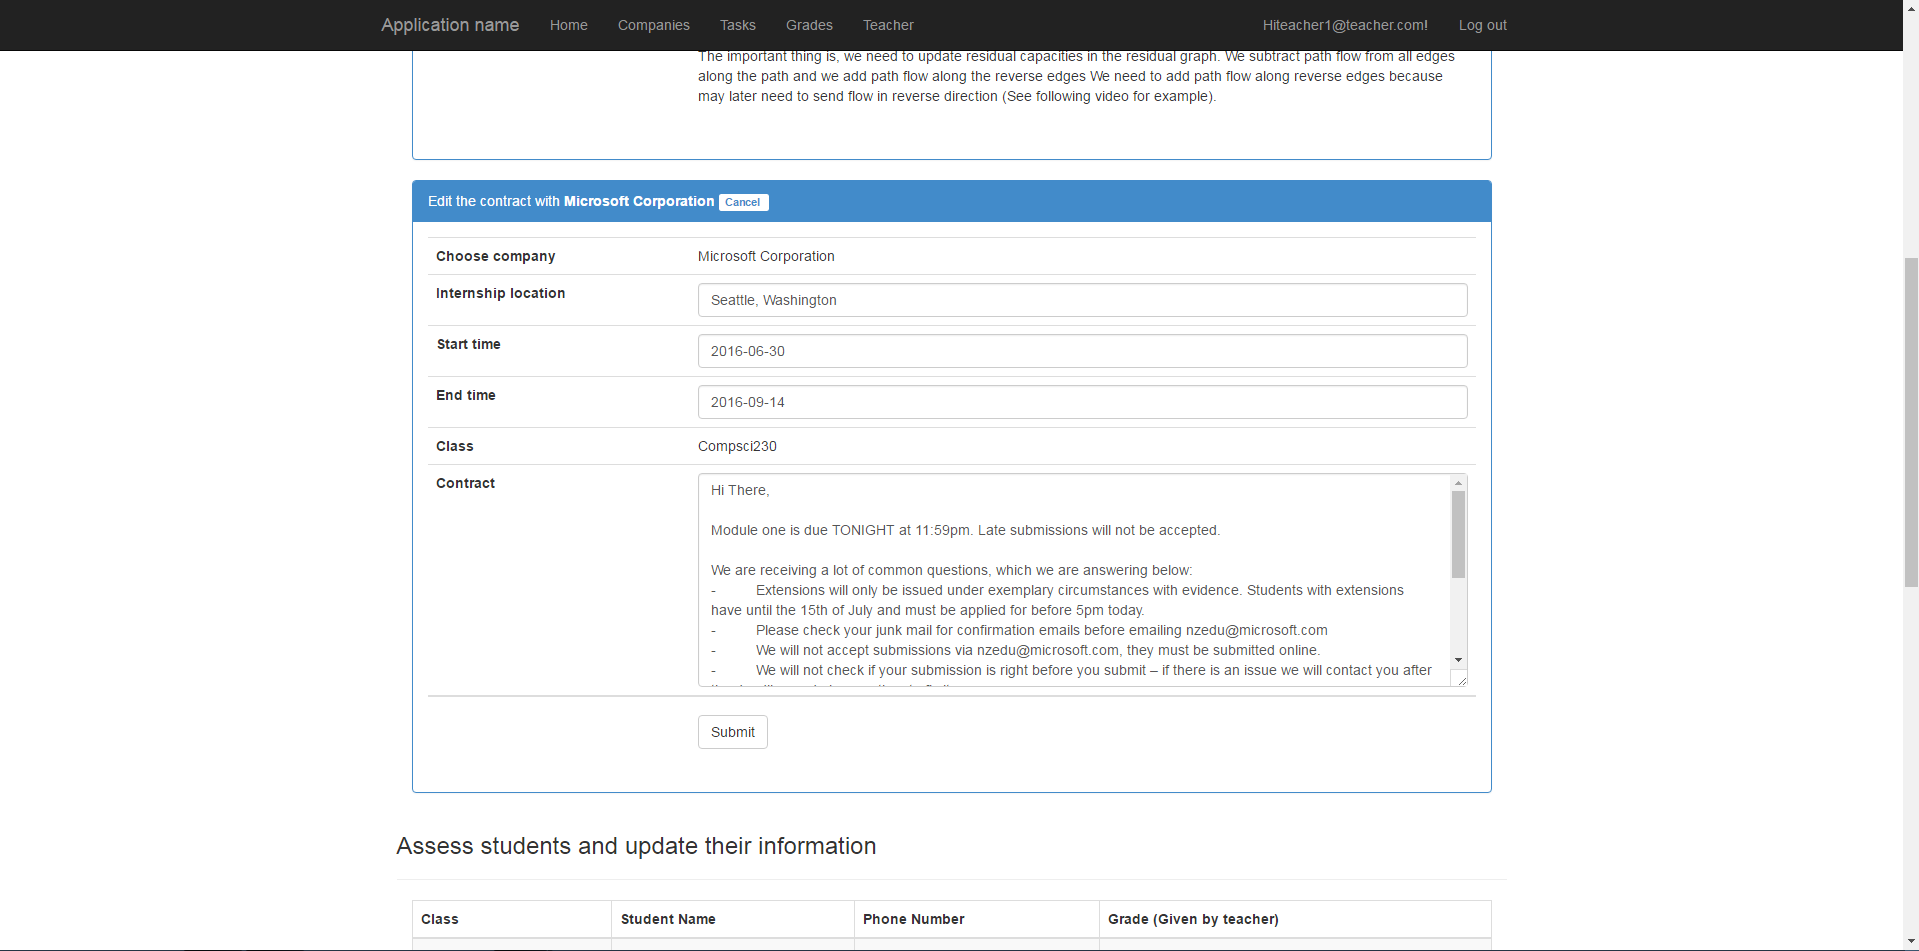 Application name Home Companies Tasks Grades Teacher Hiteacher1@teacher.com! Log out
The important thing is, we need to update residual capacities in the residual graph. We subtract path flow from all edges
along the path and we add path flow along the reverse edges We need to add path flow along reverse edges because
may later need to send flow in reverse direction (See following video for example).
Edit the contract with Microsoft Corporation Cancel
Choose company Microsoft Corporation
Internship location Seattle, Washington
Start time 2016-06-30
End time 2016-09-14
Class Compsci230
Contract Hi There,
Module one is due TONIGHT at 11:59pm. Late submissions will not be accepted.
We are receiving a lot of common questions, which we are answering below:
- Extensions will only be issued under exemplary circumstances with evidence. Students with extensions
have until the 15th of July and must be applied for before 5pm today.
- Please check your junk mail for confirmation emails before emailing nzedu@microsoft.com
- We will not accept submissions via nzedu@microsoft.com, they must be submitted online.
- We will not check if your submission is right before you submit – if there is an issue we will contact you after
Submit
Assess students and update their information
Class Student Name Phone Number Grade (Given by teacher)